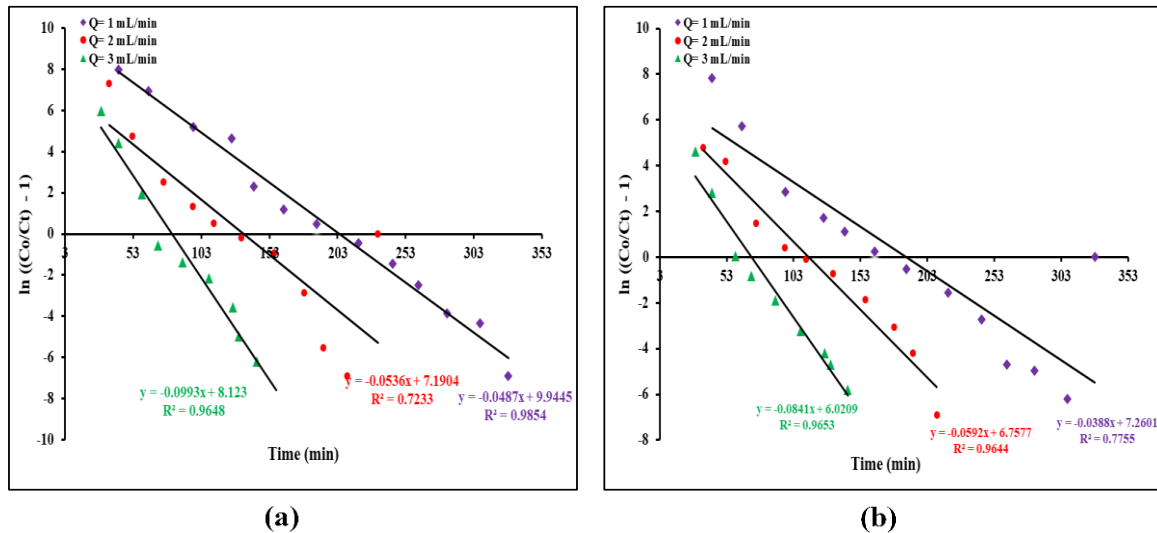 Q= 1 mL/min
Q= 2 mL/min
Q= 3 mL/min
10
8
6
4
2
0
-2
-4
-6
-8
-10
3
53
103
153
203
253
303
353
ln ((Co/Ct) - 1)
Time (min)
y = -0.0993x + 8.123
R² = 0.9648
y = -0.0536x + 7.1904
R² = 0.7233
y = -0.0487x + 9.9445
R² = 0.9854
(a)
Q= 1 mL/min
Q= 2 mL/min
Q= 3 mL/min
10
8
6
4
2
0
-2
-4
-6
-8
3
53
103
153
203
253
303
353
ln ((Co/Ct) - 1)
Time (min)
y = -0.0841x + 6.0209
R² = 0.9653
y = -0.0592x + 6.7577
R² = 0.9644
y = -0.0388x + 7.2601
R² = 0.7755
(b)